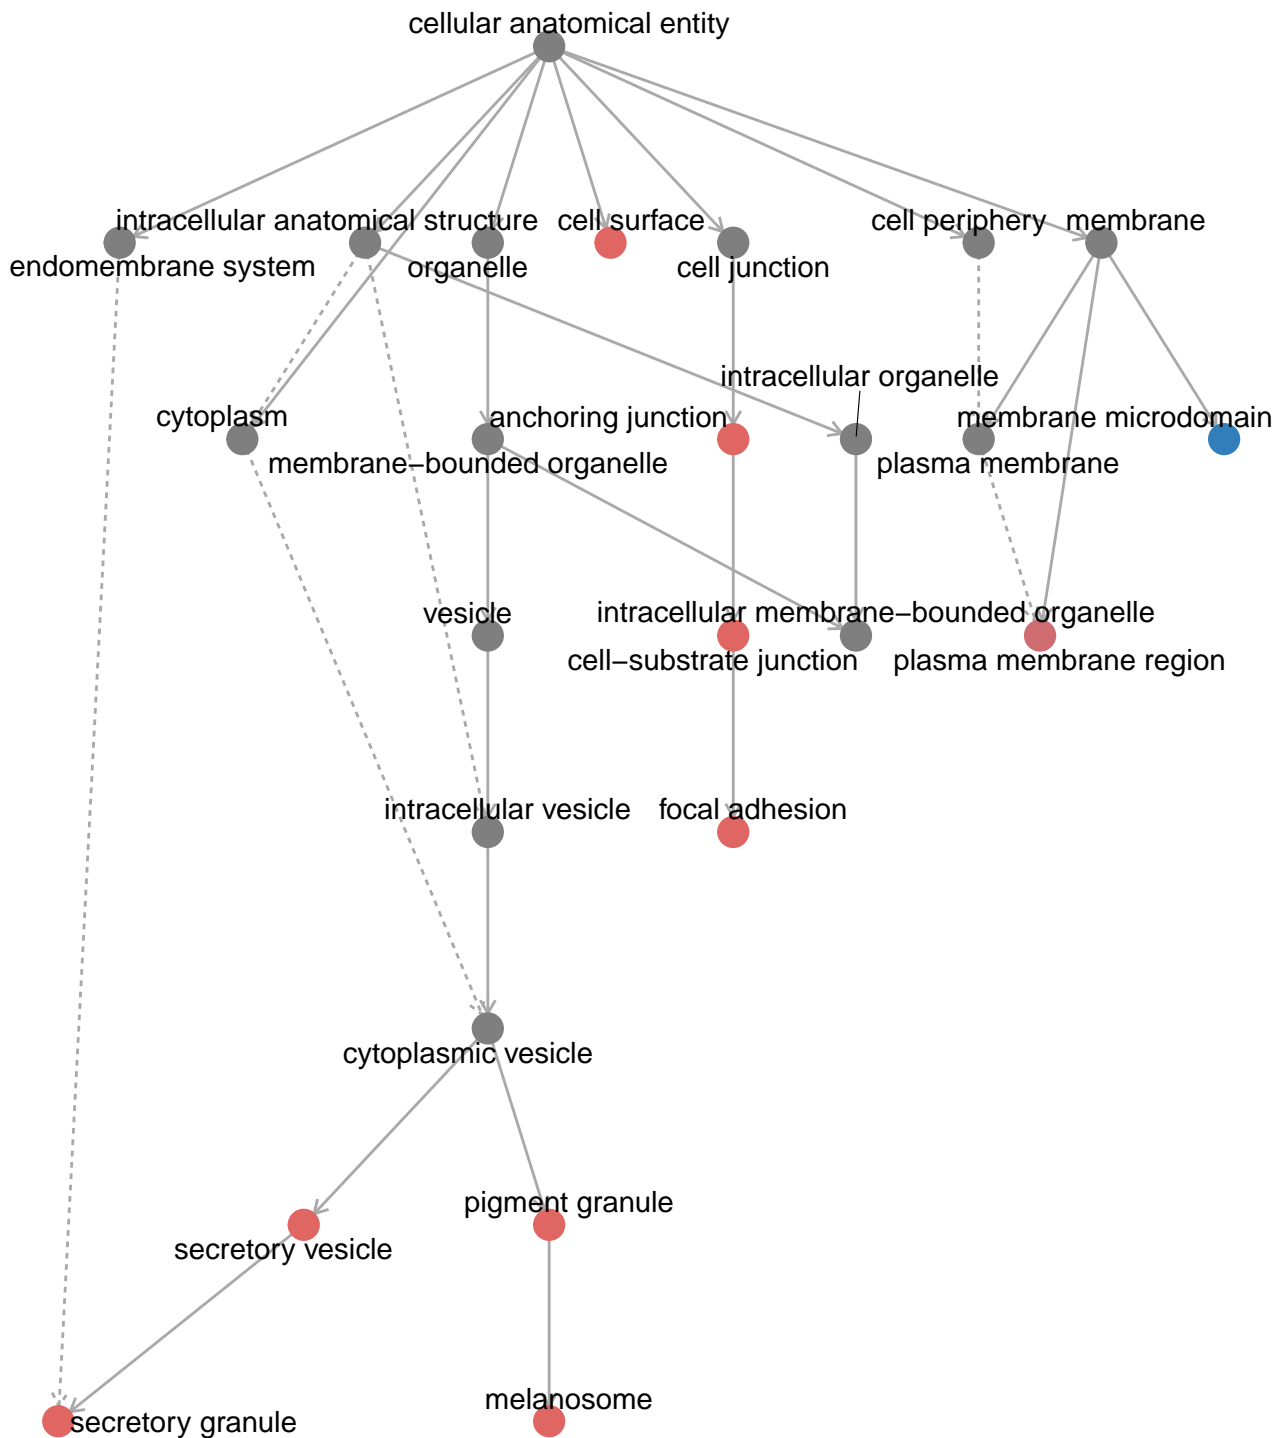 cellular anatomical entity
intracellular anatomical structure
cell surface
cell periphery
membrane
endomembrane system
organelle
cell junction
intracellular organelle
cytoplasm
anchoring junction
membrane microdomain
membrane−bounded organelle
plasma membrane
vesicle
intracellular membrane−bounded organelle
cell−substrate junction
plasma membrane region
intracellular vesicle
focal adhesion
cytoplasmic vesicle
pigment granule
secretory vesicle
melanosome
secretory granule